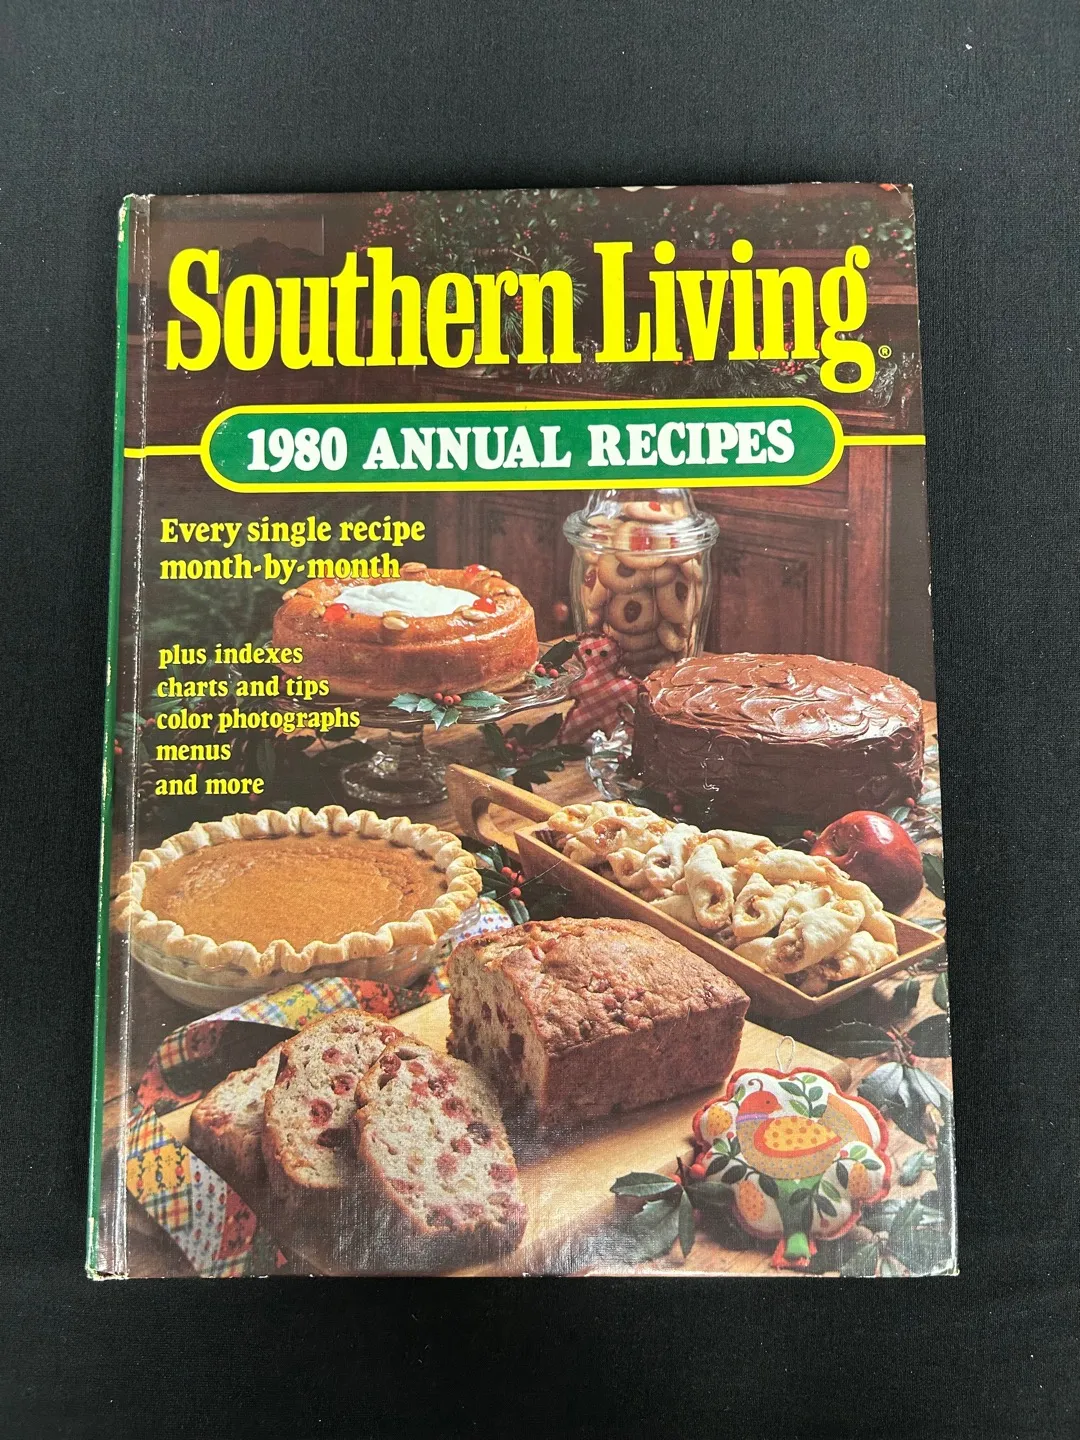 Southern Living®
1980 ANNUAL RECIPES
Every single recipe
month-by-month
plus indexes
charts and tips
color photographs
menus
and more